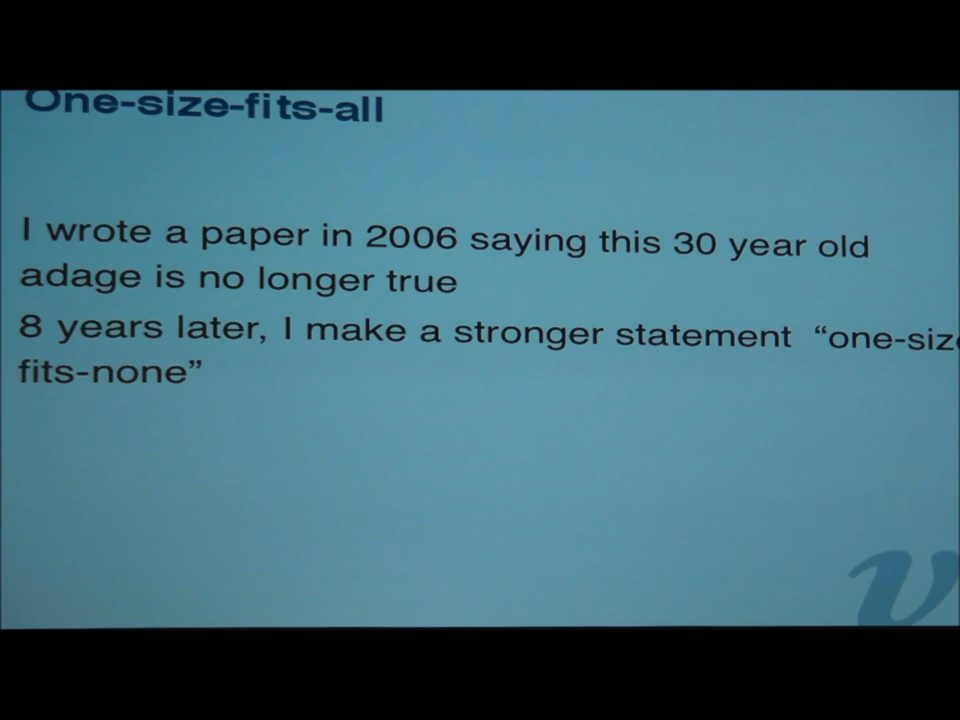 One-size-fits-all
I wrote a paper in 2006 saying this 30 year old
adage is no longer true
8 years later, I make a stronger statement “one-size
fits-none”
v